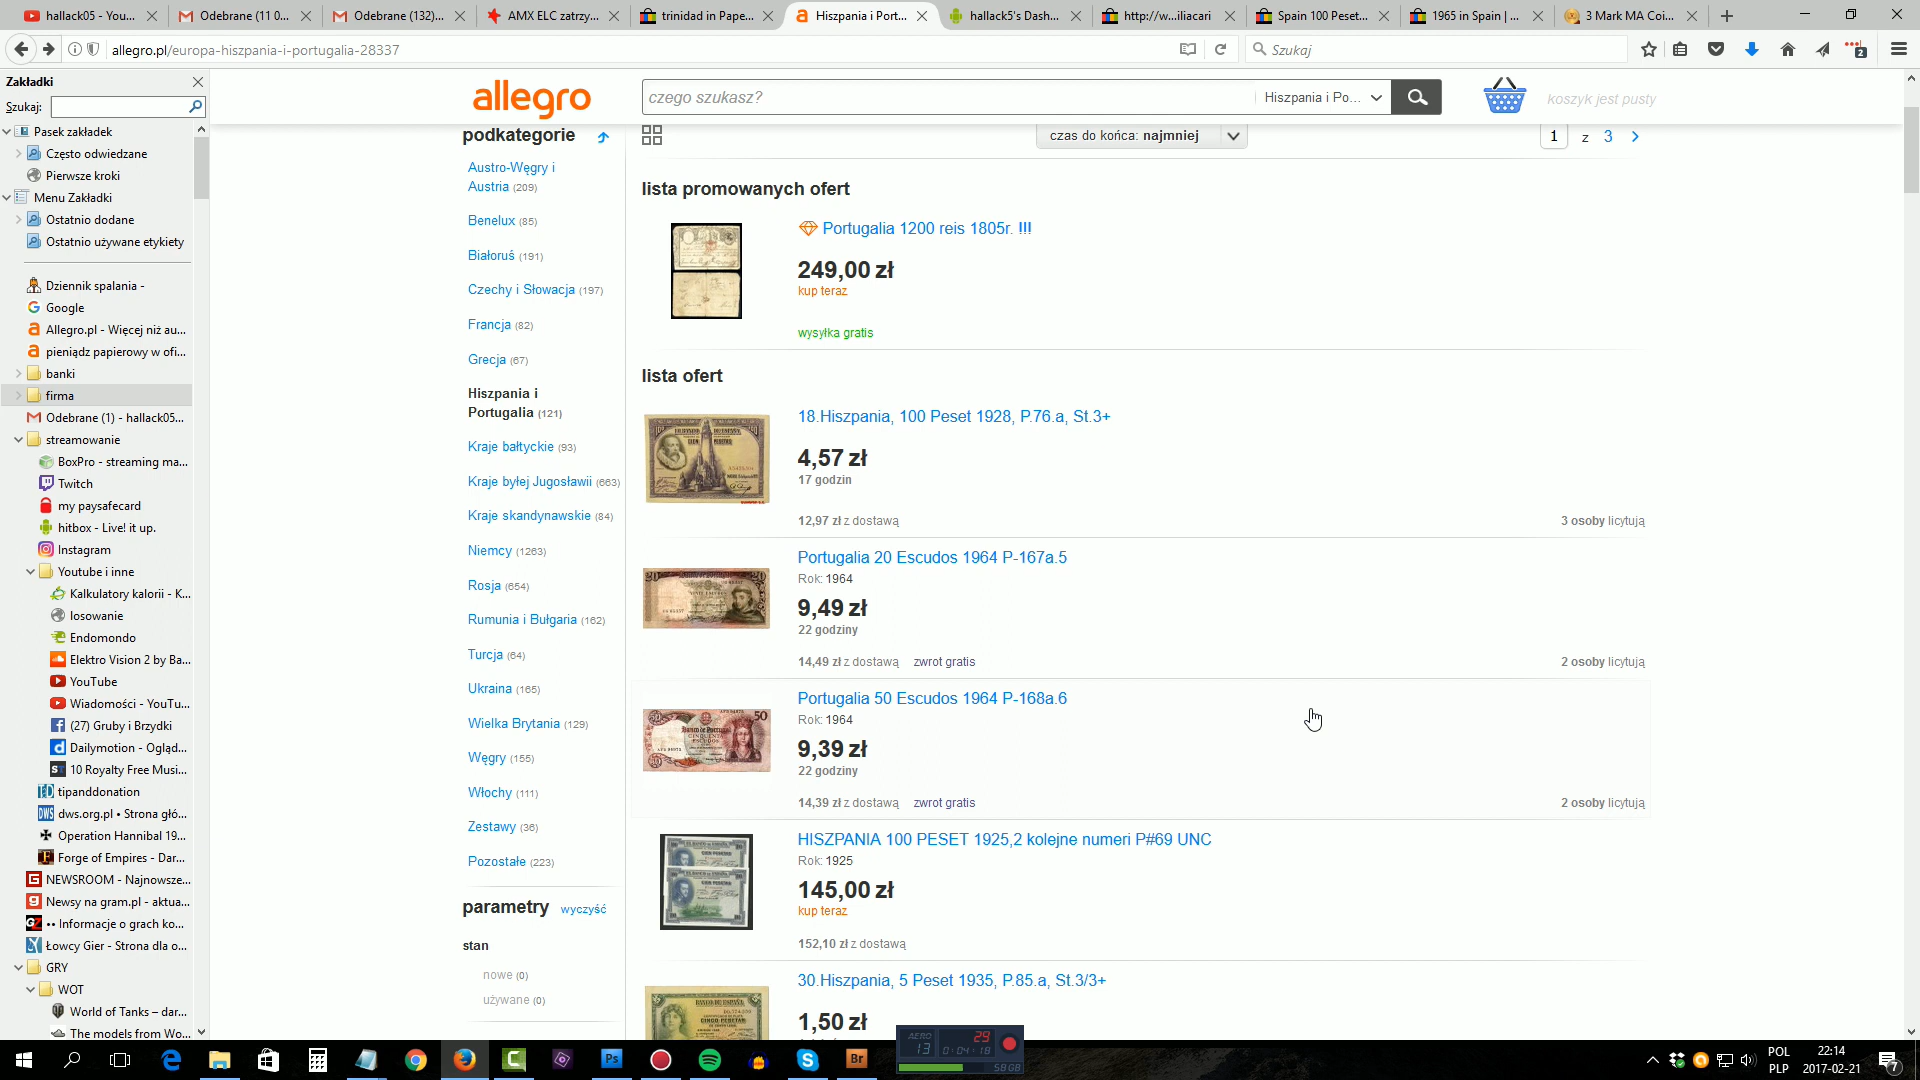 hallack05 - You...
Odebrane (11 0...
Odebrane (132)...
AMX ELC zatrzy...
trinidad in Pape...
Hiszpania i Port...
hallack5's Dash...
http://w...iliacari
Spain 100 Peset...
1965 in Spain | ...
3 Mark MA Coi...
allegro.pl/europa-hiszpania-i-portugalia-28337
Szukaj
2
Zakładki
Szukaj:
Pasek zakładek
Często odwiedzane
Pierwsze kroki
Menu Zakładki
Ostatnio dodane
Ostatnio używane etykiety
Dziennik spalania -
Google
Allegro.pl - Więcej niż au...
pieniądz papierowy w ofi...
banki
firma
Odebrane (1) - hallack05...
streamowanie
BoxPro - streaming ma...
Twitch
my paysafecard
hitbox - Live! it up.
Instagram
Youtube i inne
Kalkulatory kalorii - K...
losowanie
Endomondo
Elektro Vision 2 by Ba...
YouTube
Wiadomości - YouTu...
(27) Gruby i Brzydki
Dailymotion - Ogląd...
10 Royalty Free Musi...
tipanddonation
dws.org.pl • Strona głó...
Operation Hannibal 19...
Forge of Empires - Dar...
NEWSROOM - Najnowsze...
Newsy na gram.pl - aktua...
•• Informacje o grach ko...
Łowcy Gier - Strona dla o...
GRY
WOT
World of Tanks – dar...
The models from Wo...
allegro
czego szukasz?
Hiszpania i Po...
koszyk jest pusty
podkategorie
Austro-Węgry i
Austria (209)
Benelux (85)
Białoruś (191)
Czechy i Słowacja (197)
Francja (82)
Grecja (67)
Hiszpania i
Portugalia (121)
Kraje bałtyckie (93)
Kraje byłej Jugosławii (663)
Kraje skandynawskie (84)
Niemcy (1263)
Rosja (654)
Rumunia i Bułgaria (162)
Turcja (64)
Ukraina (165)
Wielka Brytania (129)
Węgry (155)
Włochy (111)
Zestawy (36)
Pozostałe (223)
parametry wyczyść
stan
nowe (0)
używane (0)
czas do końca: najmniej
1 z 3
lista promowanych ofert
Portugalia 1200 reis 1805r. !!!
249,00 zł
kup teraz
wysyłka gratis
lista ofert
18.Hiszpania, 100 Peset 1928, P.76.a, St.3+
4,57 zł
17 godzin
12,97 zł z dostawą
3 osoby licytują
Portugalia 20 Escudos 1964 P-167a.5
Rok: 1964
9,49 zł
22 godziny
14,49 zł z dostawą zwrot gratis
2 osoby licytują
Portugalia 50 Escudos 1964 P-168a.6
Rok: 1964
9,39 zł
22 godziny
14,39 zł z dostawą zwrot gratis
2 osoby licytują
HISZPANIA 100 PESET 1925,2 kolejne numeri P#69 UNC
Rok: 1925
145,00 zł
kup teraz
152,10 zł z dostawą
30.Hiszpania, 5 Peset 1935, P.85.a, St.3/3+
1,50 zł
AERO
13
29
0:04:18
58GB
POL
PLP
22:14
2017-02-21
7